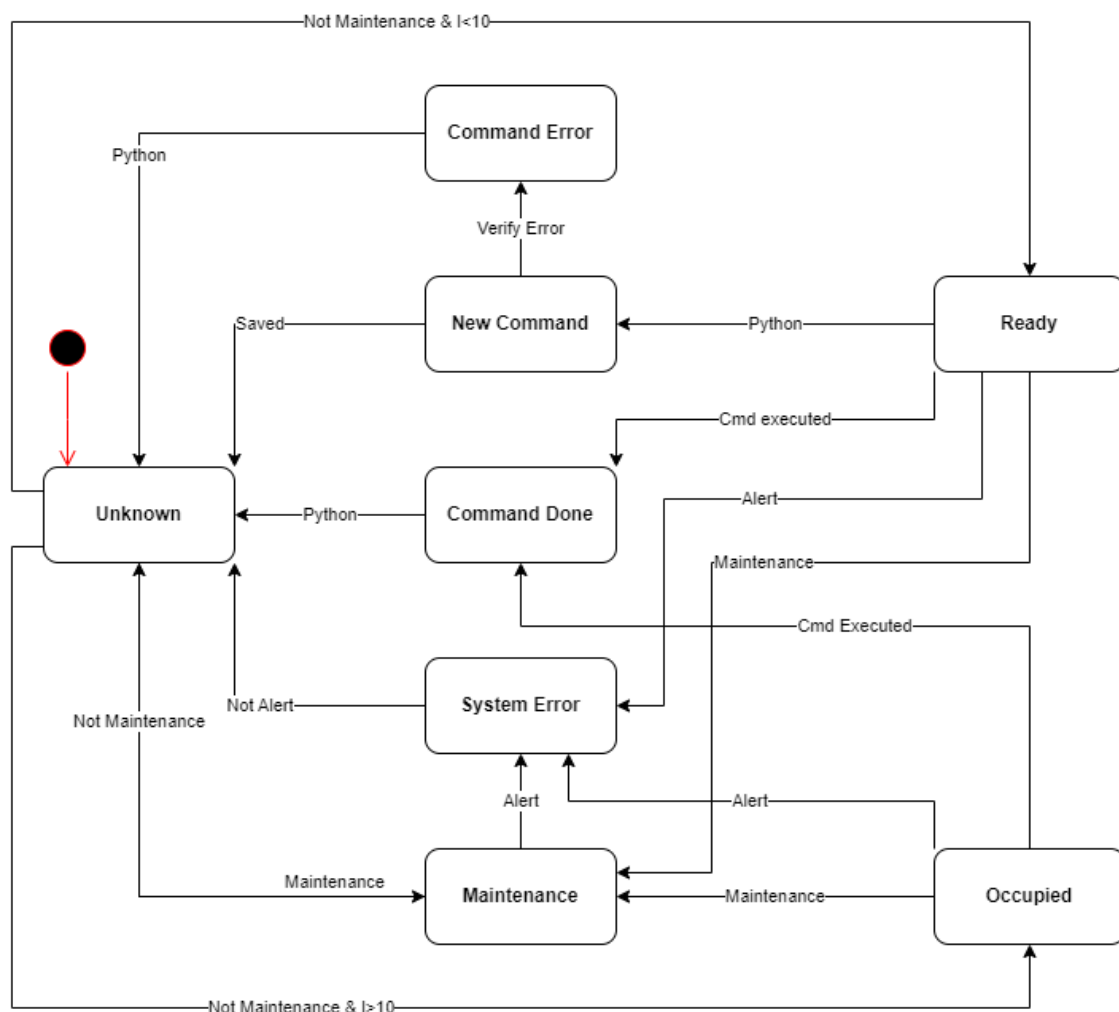 Not Maintenance & I<10
Command Error
Python
Verify Error
New Command
Saved
Python
Ready
Cmd executed
Unknown
Python
Command Done
Alert
Maintenance
Cmd Executed
System Error
Not Alert
Not Maintenance
Alert
Alert
Maintenance
Maintenance
Maintenance
Occupied
Not Maintenance & I>10